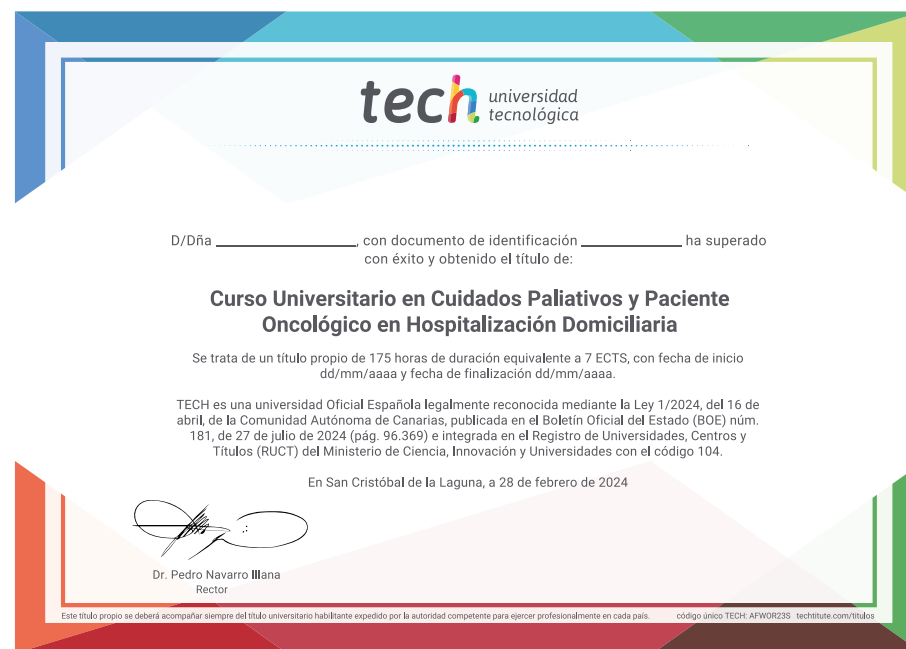 tech universidad
tecnológica
D/Dña ____________________, con documento de identificación ______________ ha superado
con éxito y obtenido el título de:
Curso Universitario en Cuidados Paliativos y Paciente
Oncológico en Hospitalización Domiciliaria
Se trata de un título propio de 175 horas de duración equivalente a 7 ECTS, con fecha de inicio
dd/mm/aaaa y fecha de finalización dd/mm/aaaa.
TECH es una universidad Oficial Española legalmente reconocida mediante la Ley 1/2024, del 16 de
abril, de la Comunidad Autónoma de Canarias, publicada en el Boletín Oficial del Estado (BOE) núm.
181, de 27 de julio de 2024 (pág. 96.369) e integrada en el Registro de Universidades, Centros y
Títulos (RUCT) del Ministerio de Ciencia, Innovación y Universidades con el código 104.
En San Cristóbal de la Laguna, a 28 de febrero de 2024
Dr. Pedro Navarro Illana
Rector
Este título propio se deberá acompañar siempre del título universitario habilitante expedido por la autoridad competente para ejercer profesionalmente en cada país. código único TECH: AFWOR23S techtitute.com/titulos